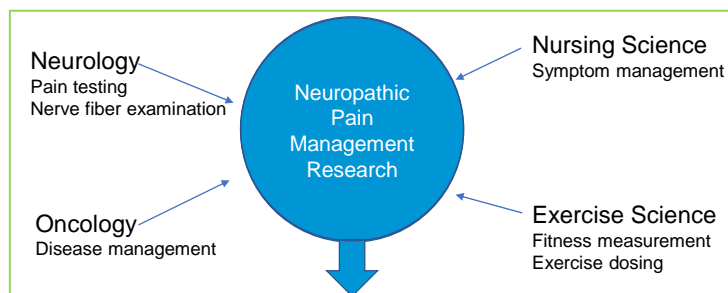 Neurology
Pain testing
Nerve fiber examination
Neuropathic
Pain
Management
Research
Nursing Science
Symptom management
Oncology
Disease management
Exercise Science
Fitness measurement
Exercise dosing